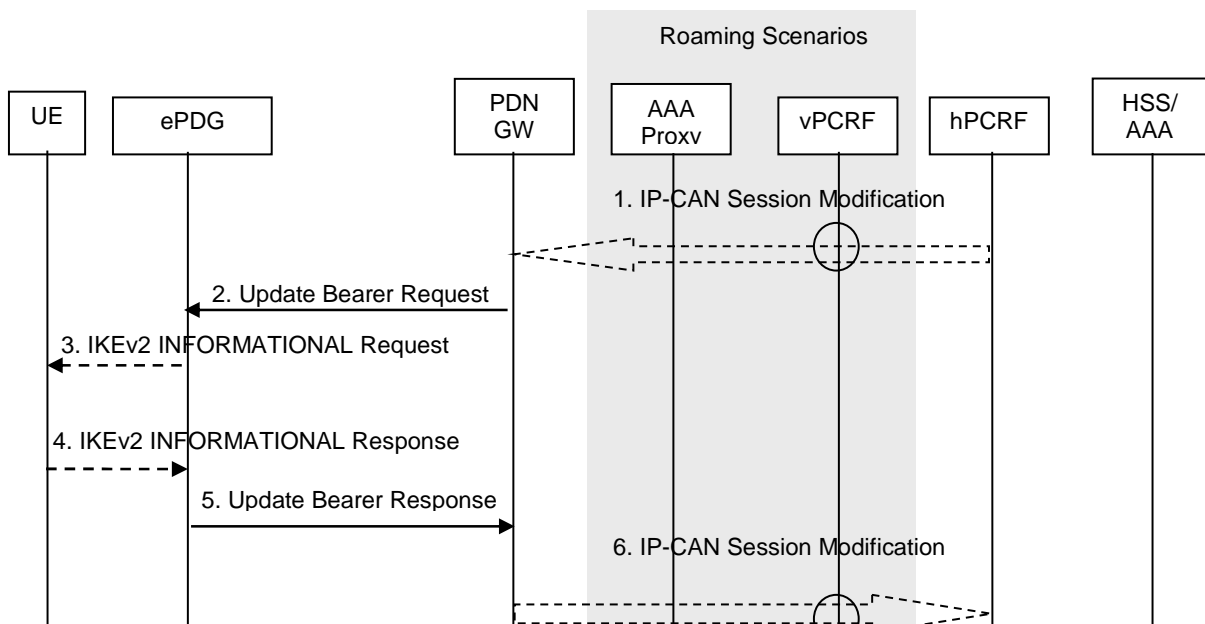 Roaming Scenarios
UE
ePDG
PDN
GW
AAA
Proxv
vPCRF
hPCRF
HSS/
AAA
1. IP-CAN Session Modification
2. Update Bearer Request
3. IKEv2 INFORMATIONAL Request
4. IKEv2 INFORMATIONAL Response
5. Update Bearer Response
6. IP-CAN Session Modification